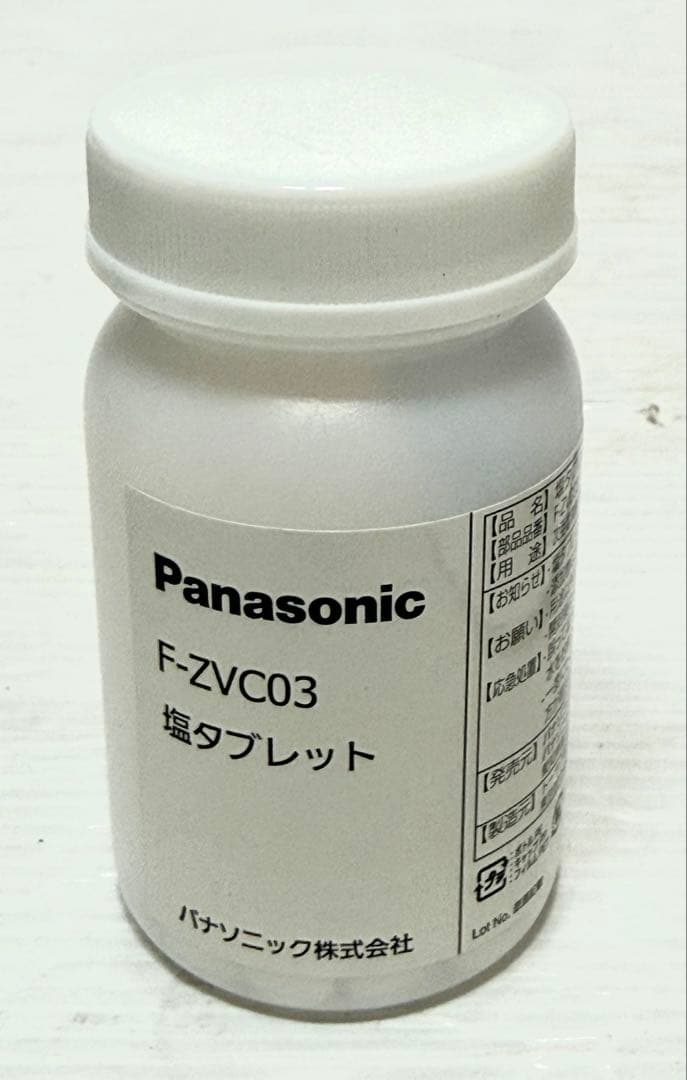 Panasonic
F-ZVC03
塩タブレット
パナソニック株式会社
【品　名】
【部品品番】
【用　途】
【お知らせ】
【お願い】
【応急処置】
【発売元】
【製造元】
プラ
Lot No.